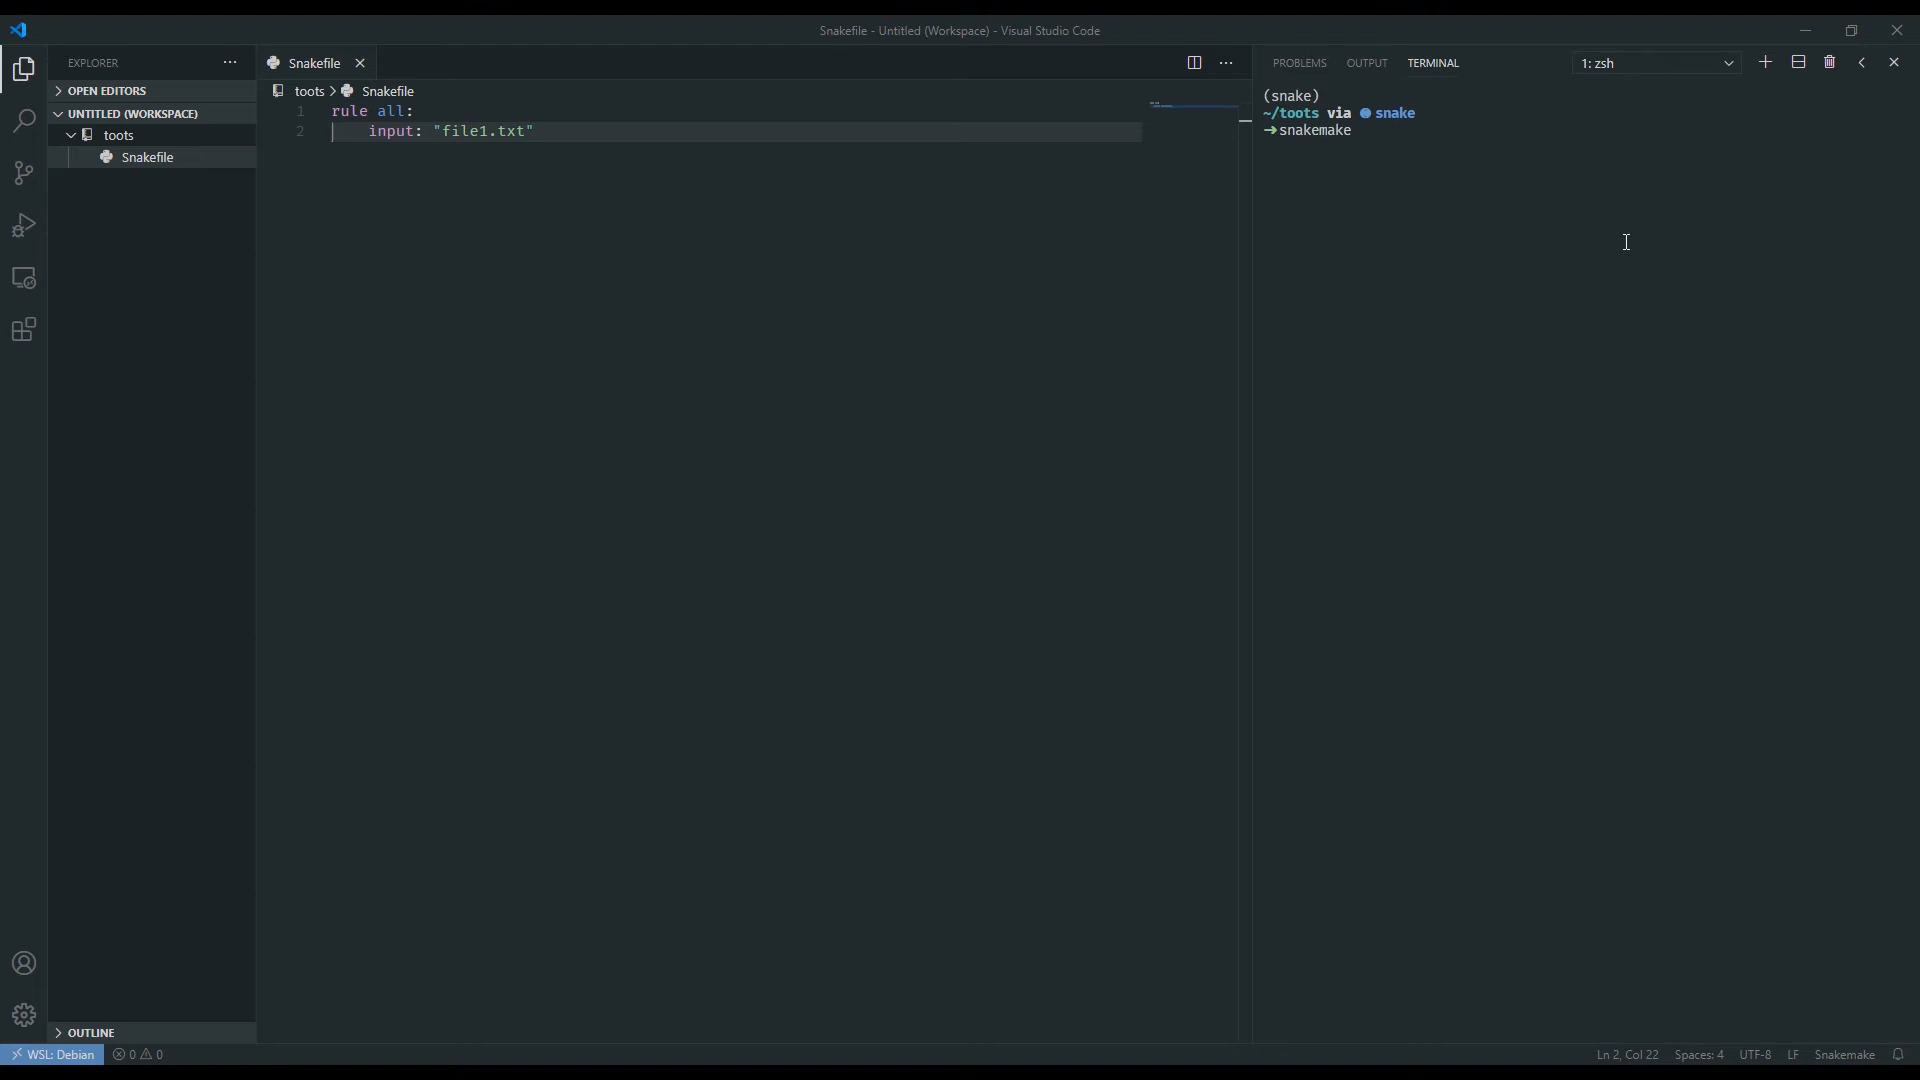 Snakefile - Untitled (Workspace) - Visual Studio Code
EXPLORER
OPEN EDITORS
UNTITLED (WORKSPACE)
toots
Snakefile
OUTLINE
Snakefile
toots > Snakefile
1 rule all:
2 input: "file1.txt"
PROBLEMS OUTPUT TERMINAL 1: zsh
(snake)
~/toots via snake
➜ snakemake
WSL: Debian 0 0
Ln 2, Col 22 Spaces: 4 UTF-8 LF Snakemake